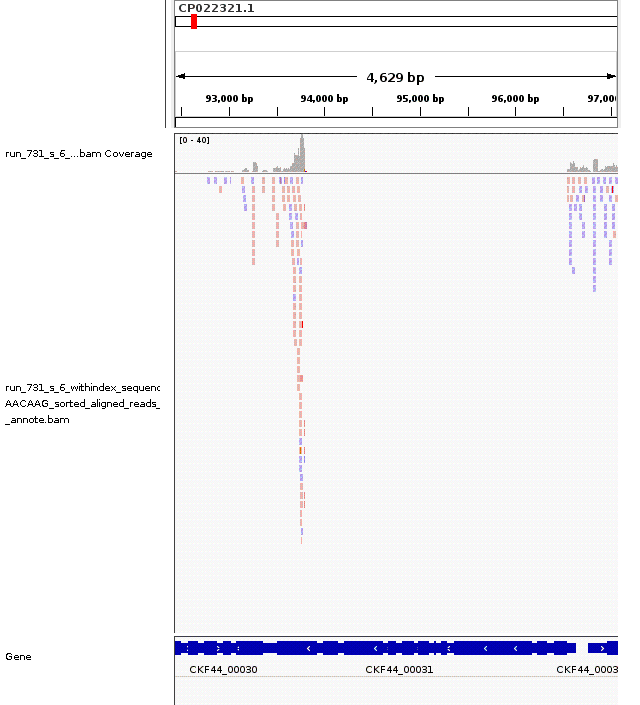 CP022321.1
4,629 bp
93,000 bp 94,000 bp 95,000 bp 96,000 bp 97,00
[0 - 40]
run_731_s_6_...bam Coverage
run_731_s_6_withindex_sequenc
AACAAG_sorted_aligned_reads_
_annote.bam
Gene
CKF44_00030 CKF44_00031 CKF44_0003